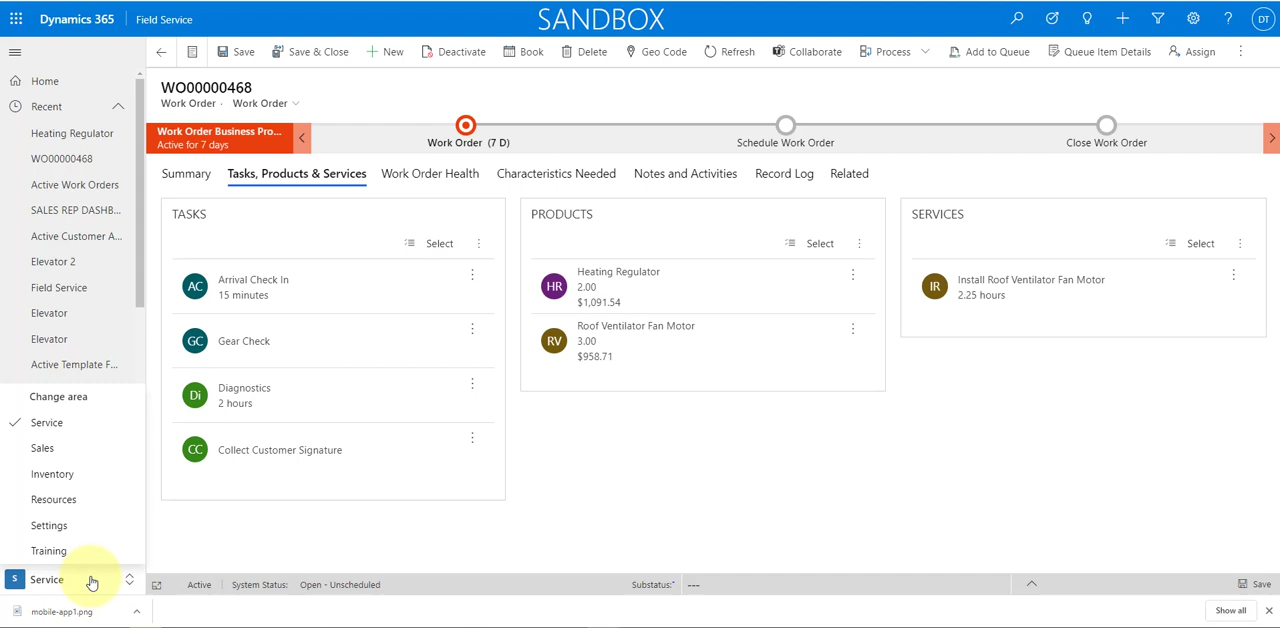 Dynamics 365
Field Service
SANDBOX
DT
Save
Save & Close
New
Deactivate
Book
Delete
Geo Code
Refresh
Collaborate
Process
Add to Queue
Queue Item Details
Assign
Home
Recent
Heating Regulator
WO00000468
Active Work Orders
SALES REP DASHB...
Active Customer A...
Elevator 2
Field Service
Elevator
Elevator
Active Template F...
Change area
Service
Sales
Inventory
Resources
Settings
Training
S
Service
WO00000468
Work Order · Work Order
Work Order Business Pro...
Active for 7 days
Work Order (7 D)
Schedule Work Order
Close Work Order
Summary
Tasks, Products & Services
Work Order Health
Characteristics Needed
Notes and Activities
Record Log
Related
TASKS
Select
AC
Arrival Check In
15 minutes
GC
Gear Check
Di
Diagnostics
2 hours
CC
Collect Customer Signature
PRODUCTS
Select
HR
Heating Regulator
2.00
$1,091.54
RV
Roof Ventilator Fan Motor
3.00
$958.71
SERVICES
Select
IR
Install Roof Ventilator Fan Motor
2.25 hours
Active
System Status:
Open - Unscheduled
Substatus:*
---
Save
mobile-app1.png
Show all